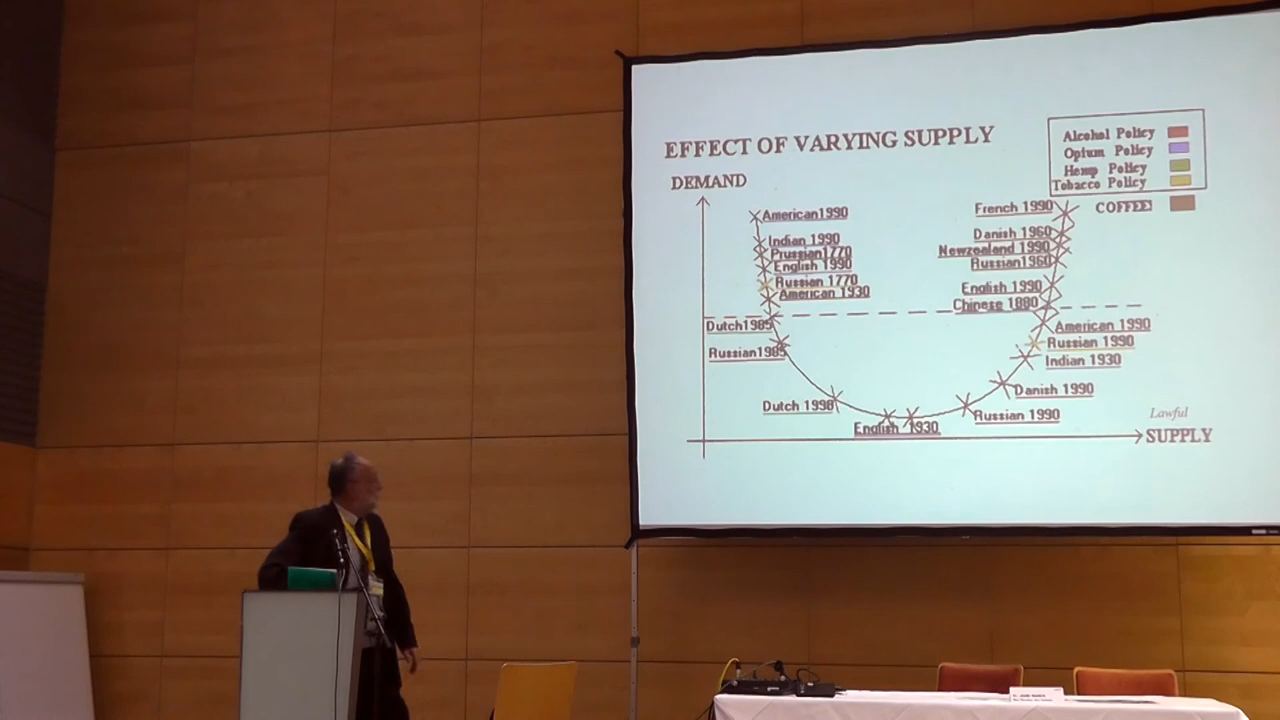 EFFECT OF VARYING SUPPLY
Alcohol Policy
Opium Policy
Hemp Policy
Tobacco Policy
COFFEE!
DEMAND
American1990
Indian 1990
Prussian1770
English 1990
Russian 1770
American 1930
Dutch1985
Russian1985
Dutch 1990
English 1930
French 1990
Danish 1960
Newzealand 1990
Russian1960
English 1990
Chinese 1880
American 1990
Russian 1990
Indian 1930
Danish 1990
Russian 1990
Lawful
SUPPLY